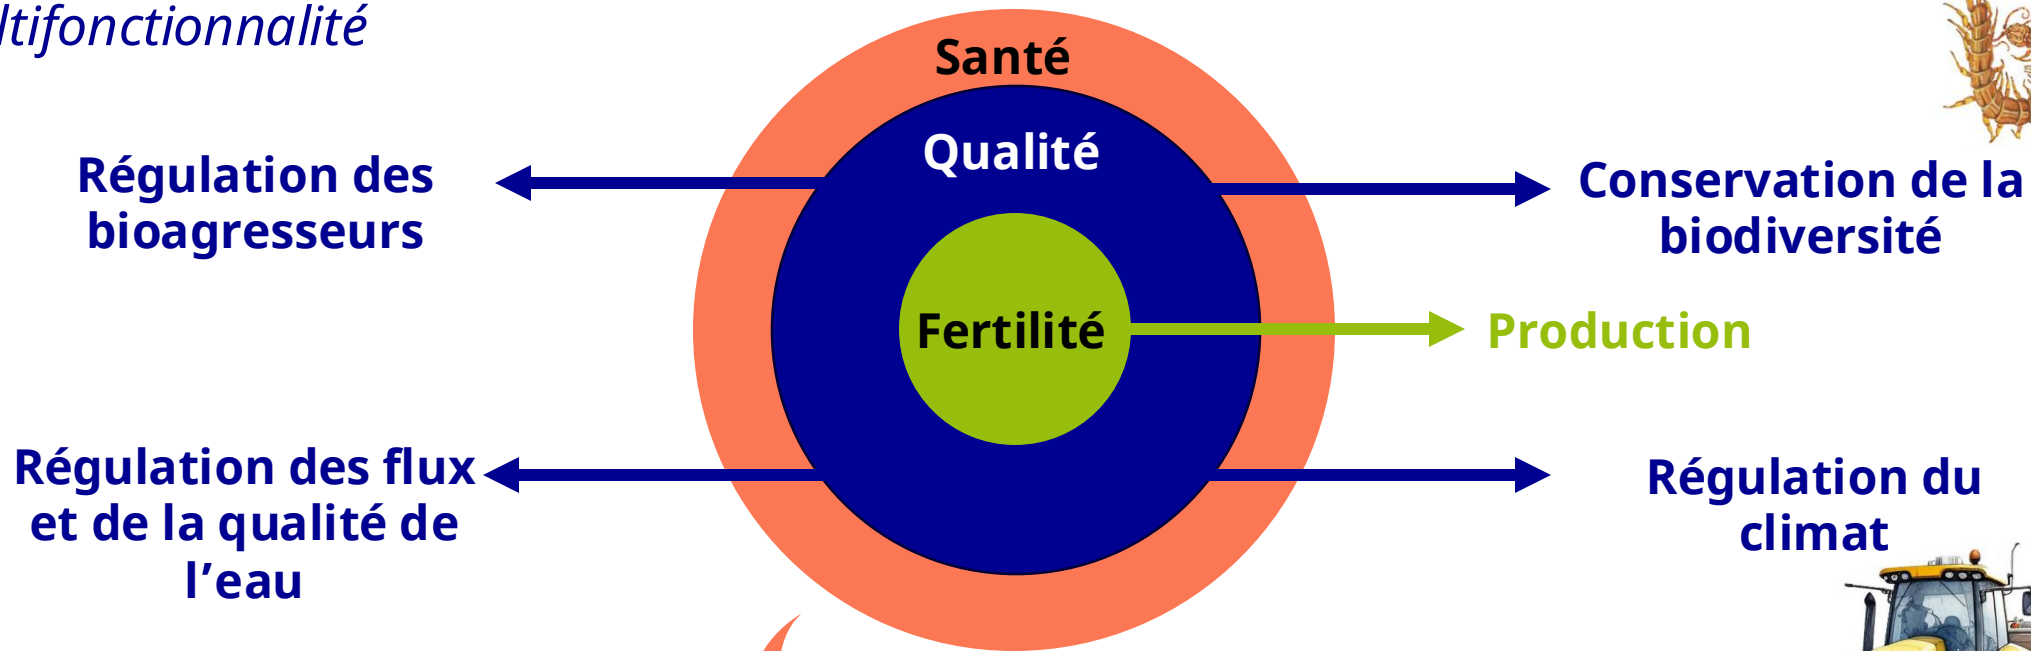 ltifonctionnalité
Santé
Qualité
Fertilité
Régulation des
bioagresseurs
Conservation de la
biodiversité
Production
Régulation des flux
et de la qualité de
l’eau
Régulation du
climat